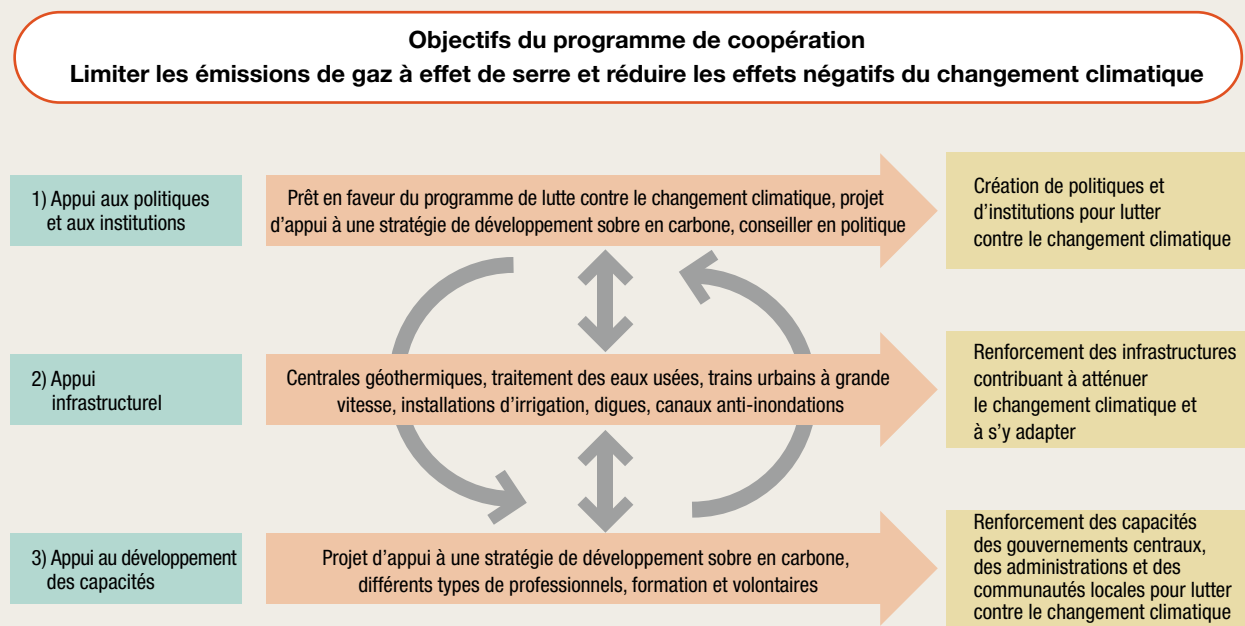 Objectifs du programme de coopération
Limiter les émissions de gaz à effet de serre et réduire les effets négatifs du changement climatique
1) Appui aux politiques
et aux institutions
Prêt en faveur du programme de lutte contre le changement climatique, projet
d’appui à une stratégie de développement sobre en carbone, conseiller en politique
Création de politiques et
d’institutions pour lutter
contre le changement climatique
2) Appui
infrastructurel
Centrales géothermiques, traitement des eaux usées, trains urbains à grande
vitesse, installations d’irrigation, digues, canaux anti-inondations
Renforcement des infrastructures
contribuant à atténuer
le changement climatique et
à s’y adapter
3) Appui au développement
des capacités
Projet d’appui à une stratégie de développement sobre en carbone,
différents types de professionnels, formation et volontaires
Renforcement des capacités
des gouvernements centraux,
des administrations et des
communautés locales pour lutter
contre le changement climatique